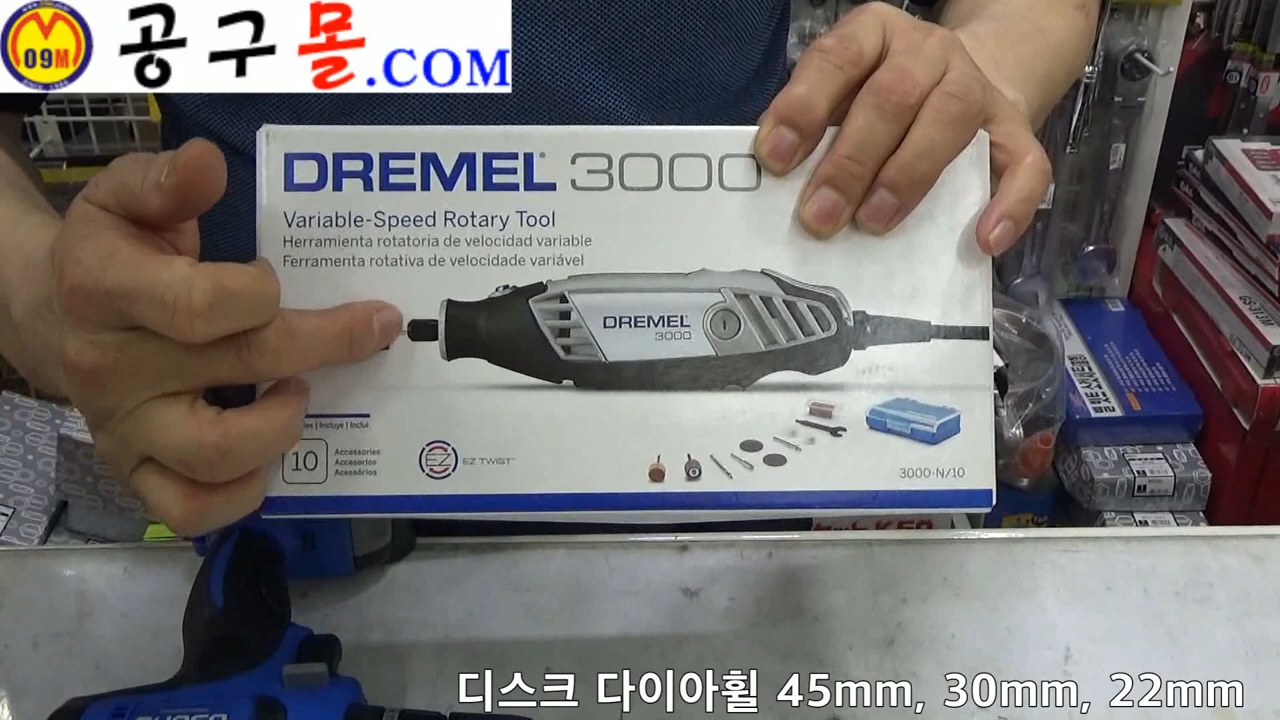 09M 공구몰.COM
DREMEL 3000
Variable-Speed Rotary Tool
Herramienta rotatoria de velocidad variable
Ferramenta rotativa de velocidade variável
DREMEL
3000
10
Accessories
Accesorios
Acessórios
EZ EZ TWIST
3000-N/10
디스크 다이아휠 45mm, 30mm, 22mm